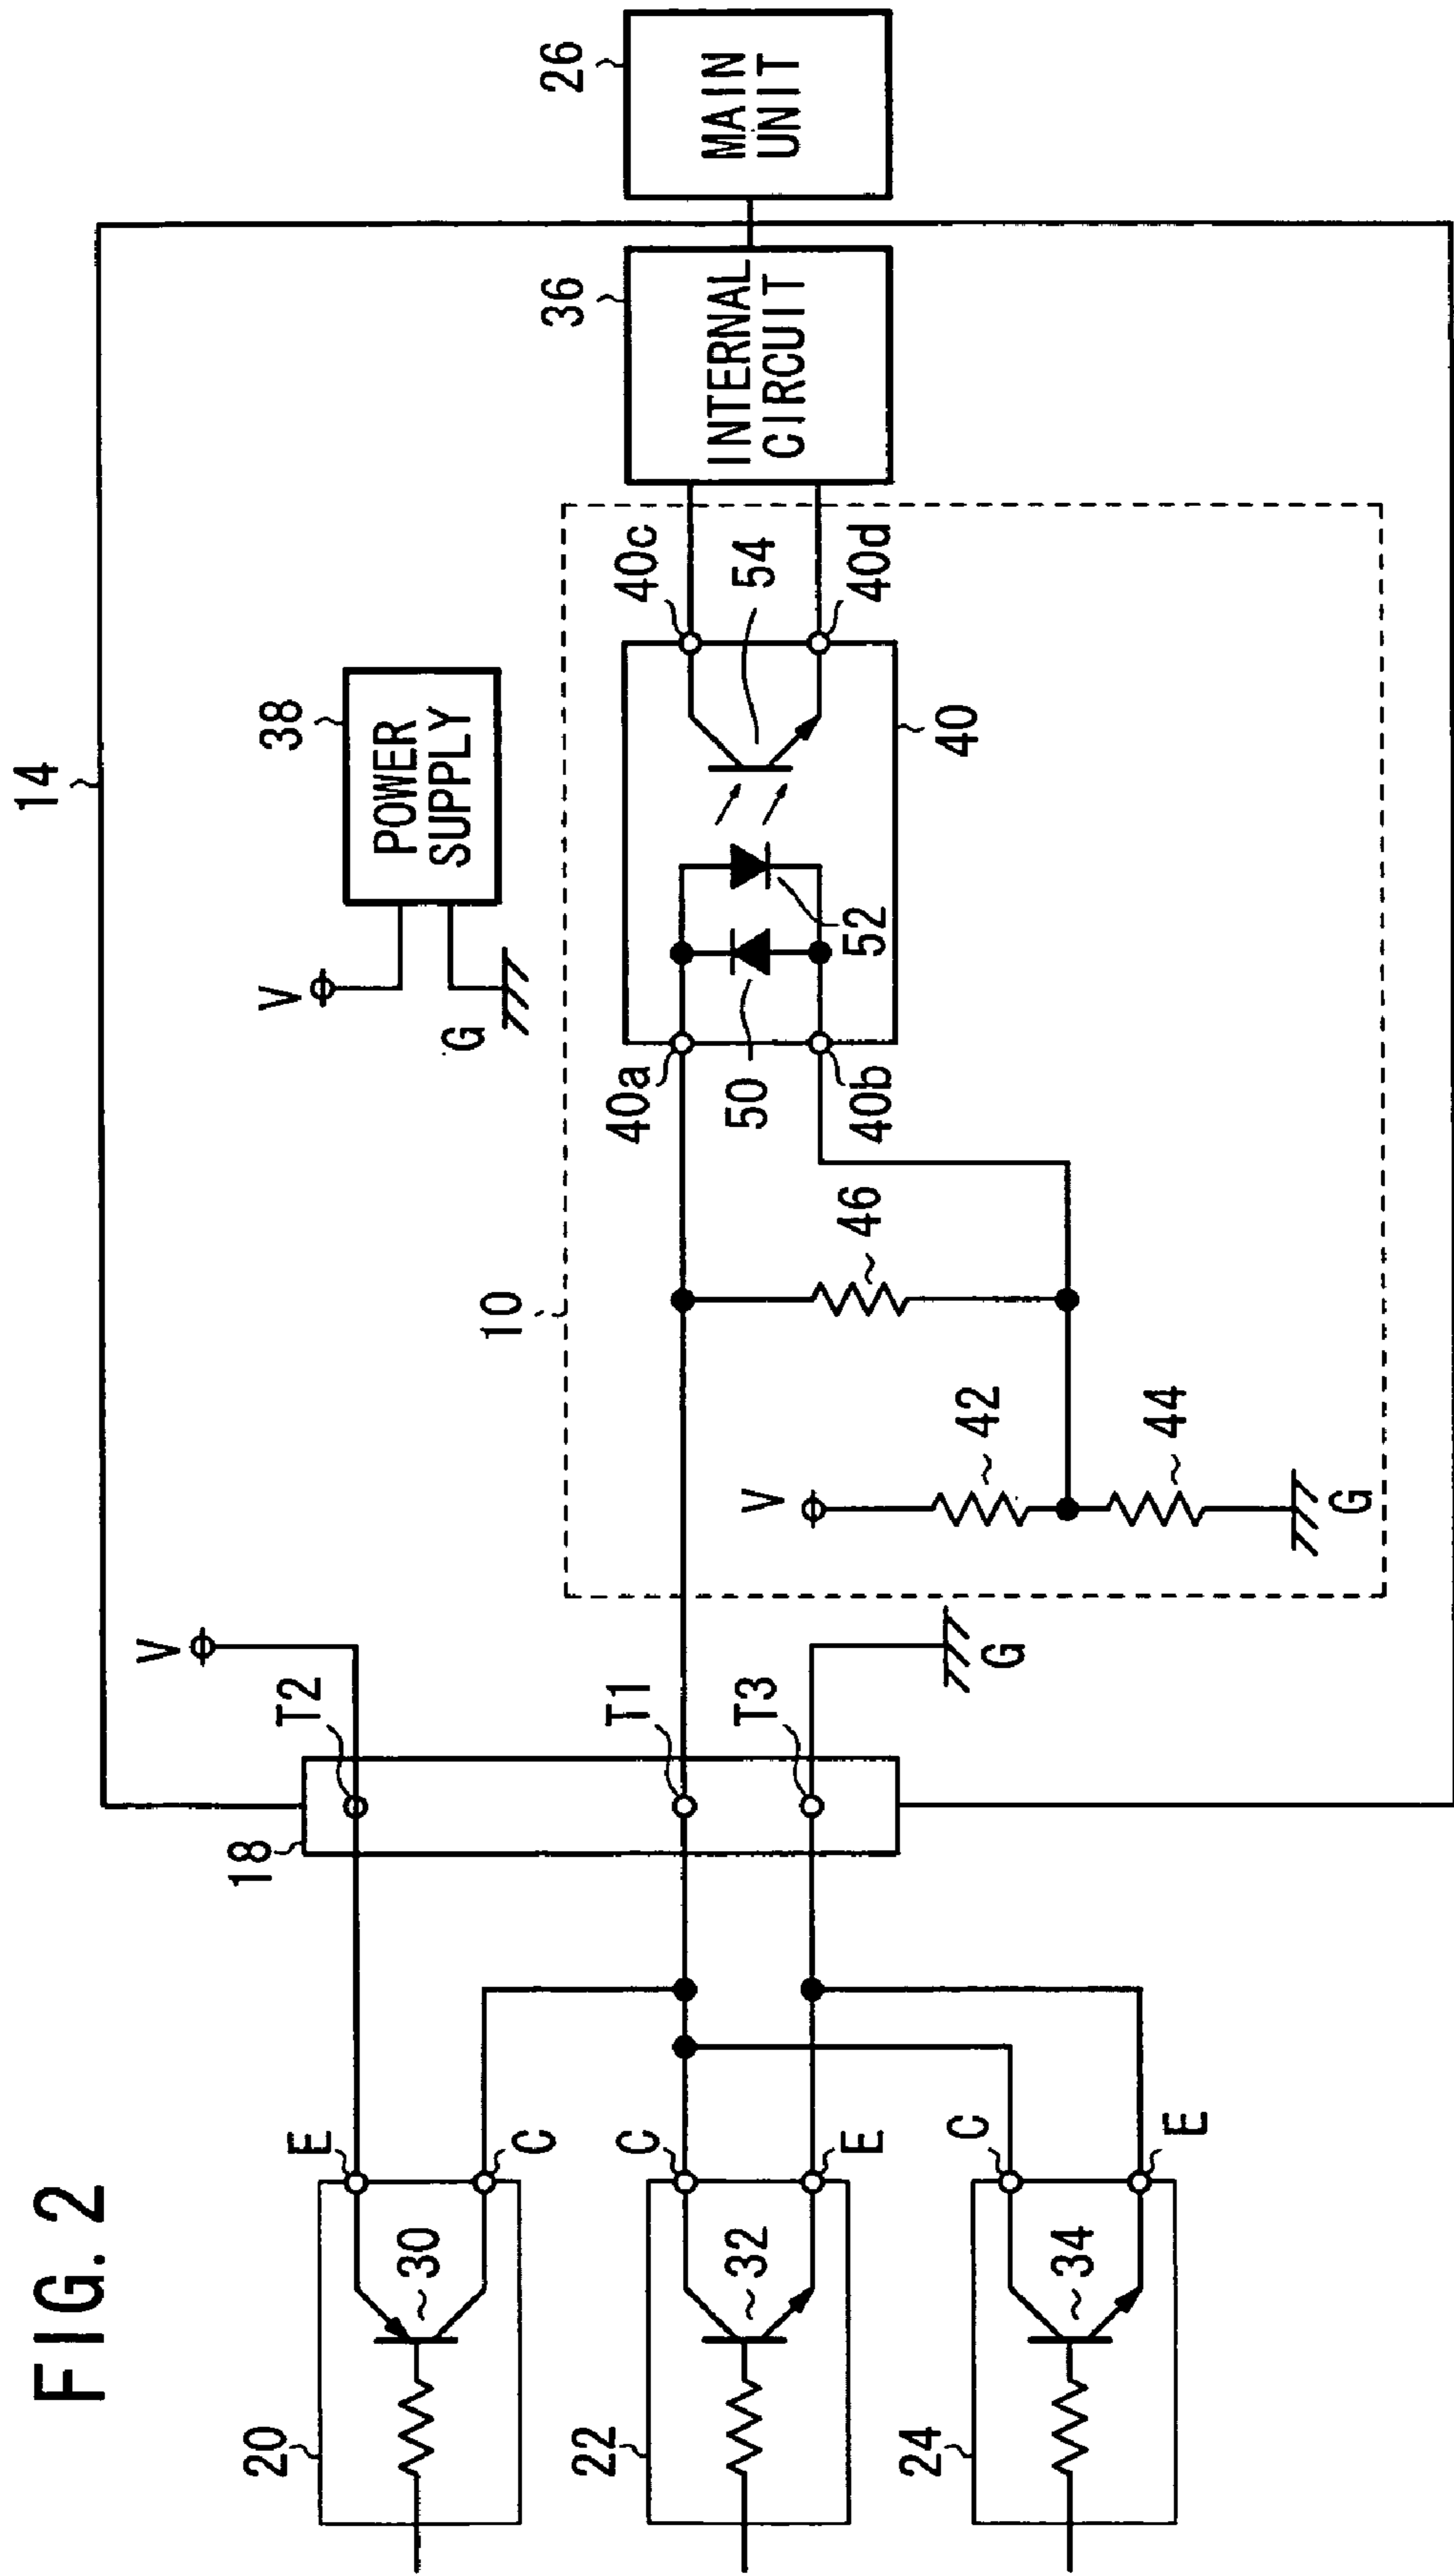 FIG. 2
14
V
T2
18
20
30
E
C
V
38
POWER
SUPPLY
G
T1
10
22
32
C
E
40a
40c
36
INTERNAL
CIRCUIT
26
MAIN
UNIT
T3
V
42
46
50
52
54
40b
40d
40
G
44
G
24
34
C
E